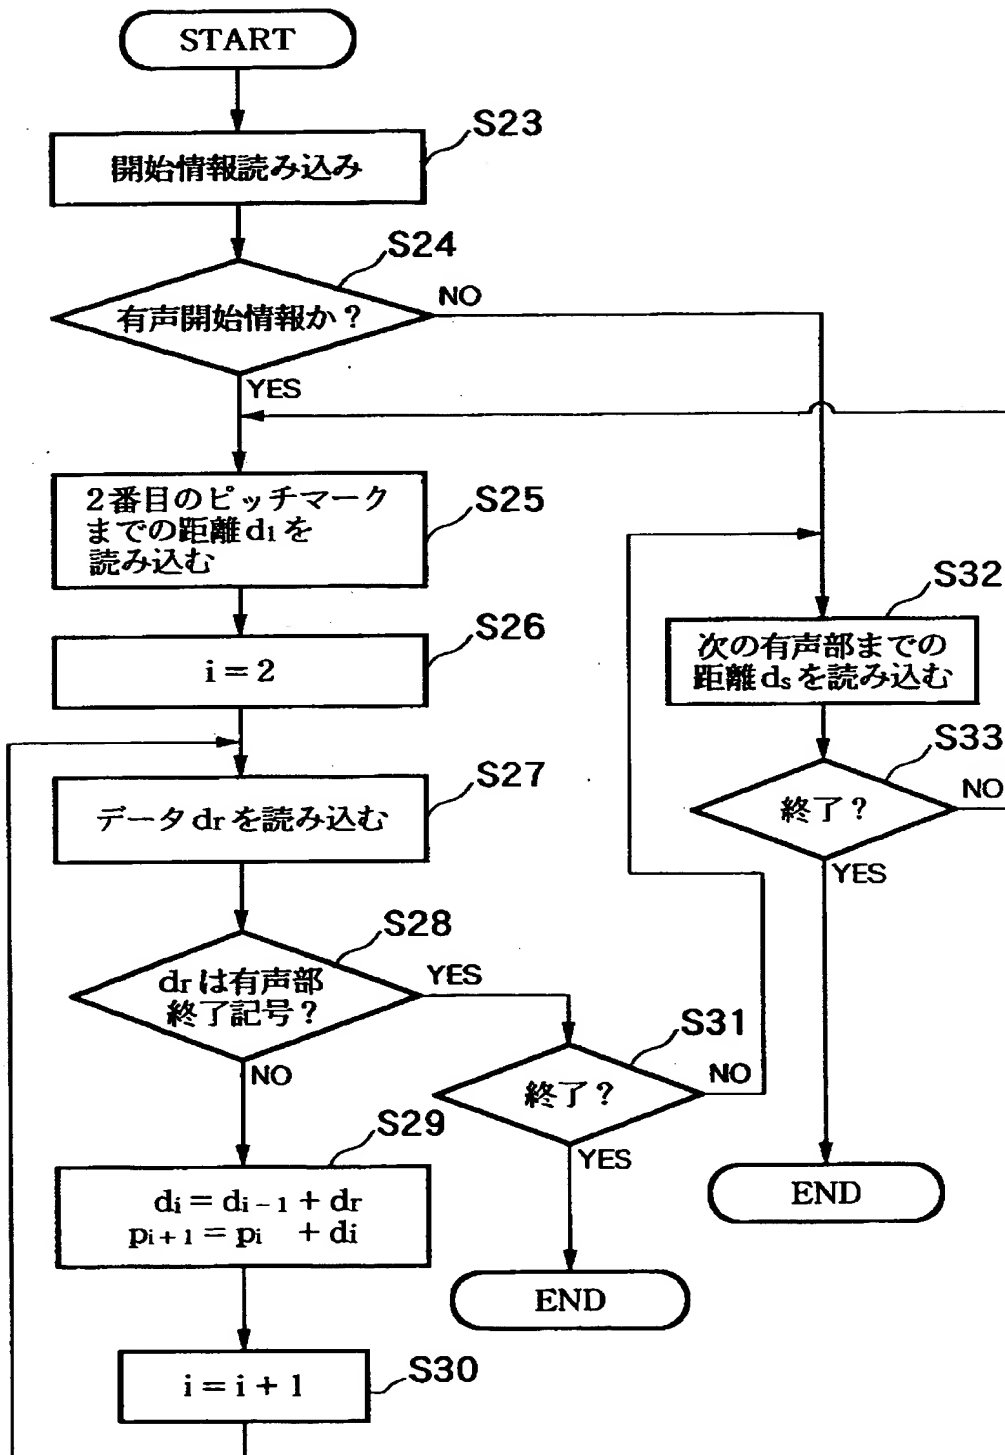 START
S23
開始情報読み込み
S24
有声開始情報か?
NO
YES
S25
2番目のピッチマーク
までの距離d1を
読み込む
S26
i = 2
S27
データdrを読み込む
S28
drは有声部
終了記号?
YES
NO
S29
di = di-1 + dr
pi+1 = pi + di
S30
i = i + 1
S31
終了?
NO
YES
END
S32
次の有声部までの
距離dsを読み込む
S33
終了?
NO
YES
END